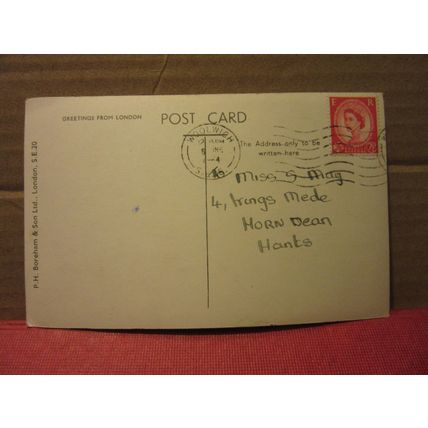 GREETINGS FROM LONDON
POST CARD
The Address only to be
written here
E R
WOOLWICH
Miss S May
4, Kings Mede
HORN Dean
Hants
P.H. Boreham & Son Ltd., London, S.E.20